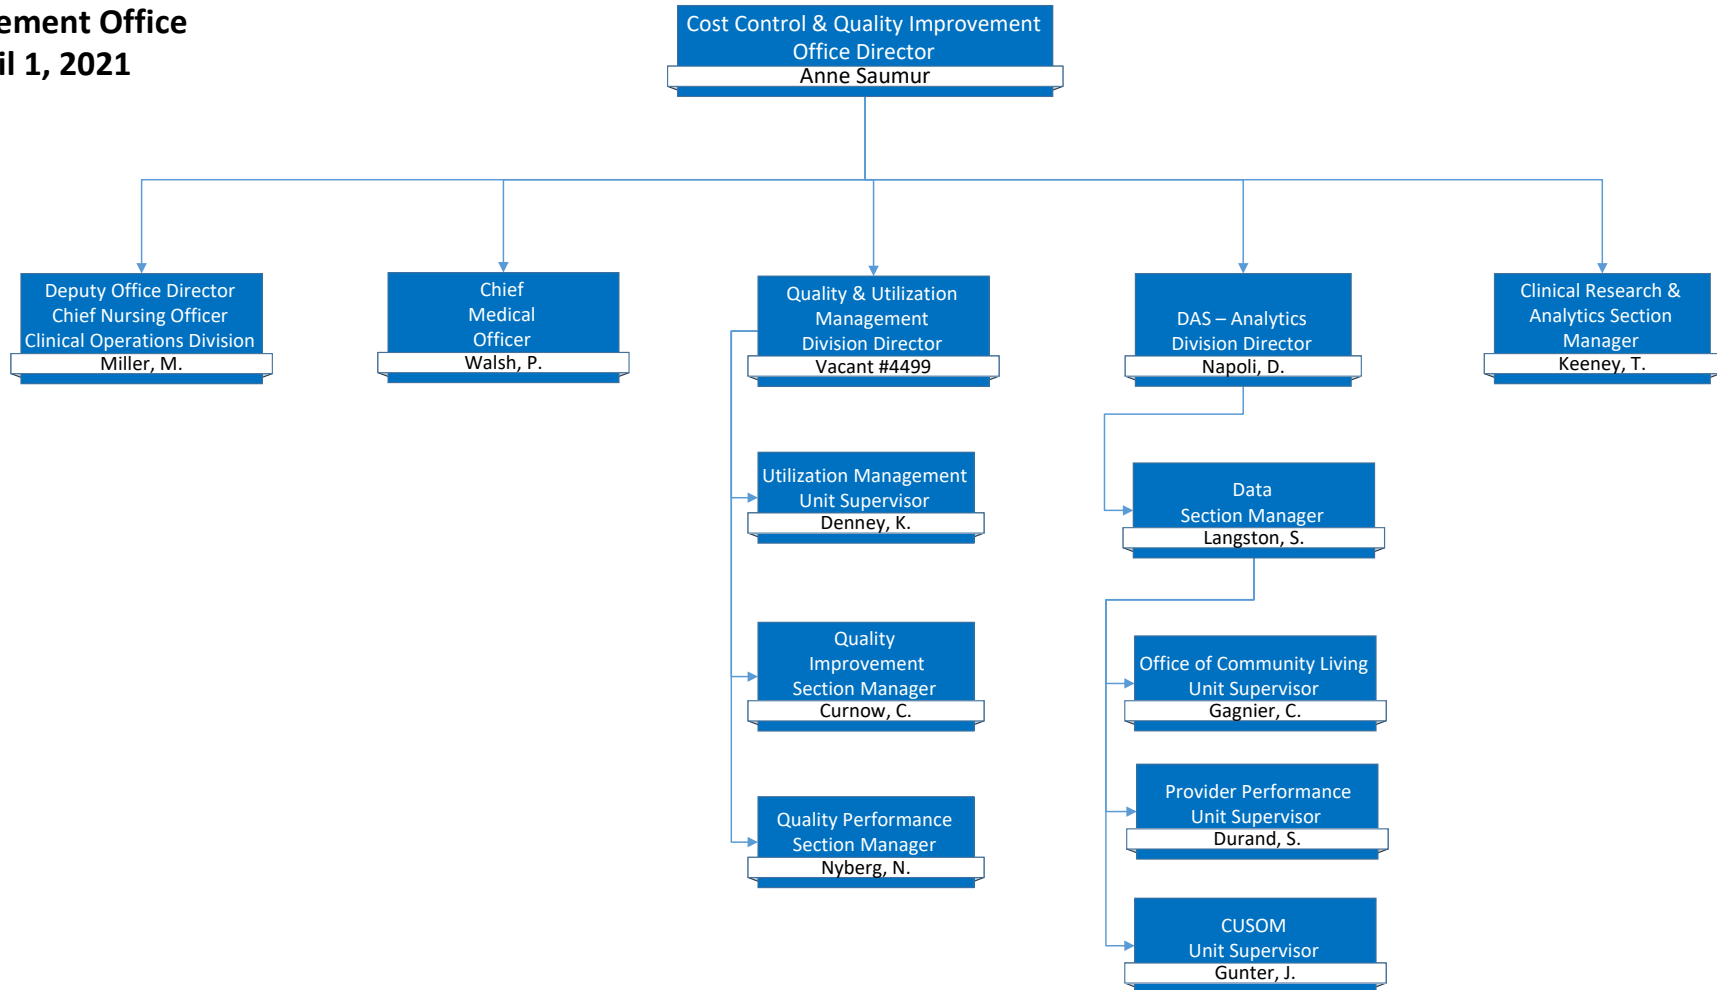 ement Office
il 1, 2021
Cost Control & Quality Improvement
Office Director
Anne Saumur
Deputy Office Director
Chief Nursing Officer
Clinical Operations Division
Miller, M.
Chief
Medical
Officer
Walsh, P.
Quality & Utilization
Management
Division Director
Vacant #4499
DAS – Analytics
Division Director
Napoli, D.
Clinical Research &
Analytics Section
Manager
Keeney, T.
Utilization Management
Unit Supervisor
Denney, K.
Data
Section Manager
Langston, S.
Quality
Improvement
Section Manager
Curnow, C.
Office of Community Living
Unit Supervisor
Gagnier, C.
Provider Performance
Unit Supervisor
Durand, S.
Quality Performance
Section Manager
Nyberg, N.
CUSOM
Unit Supervisor
Gunter, J.